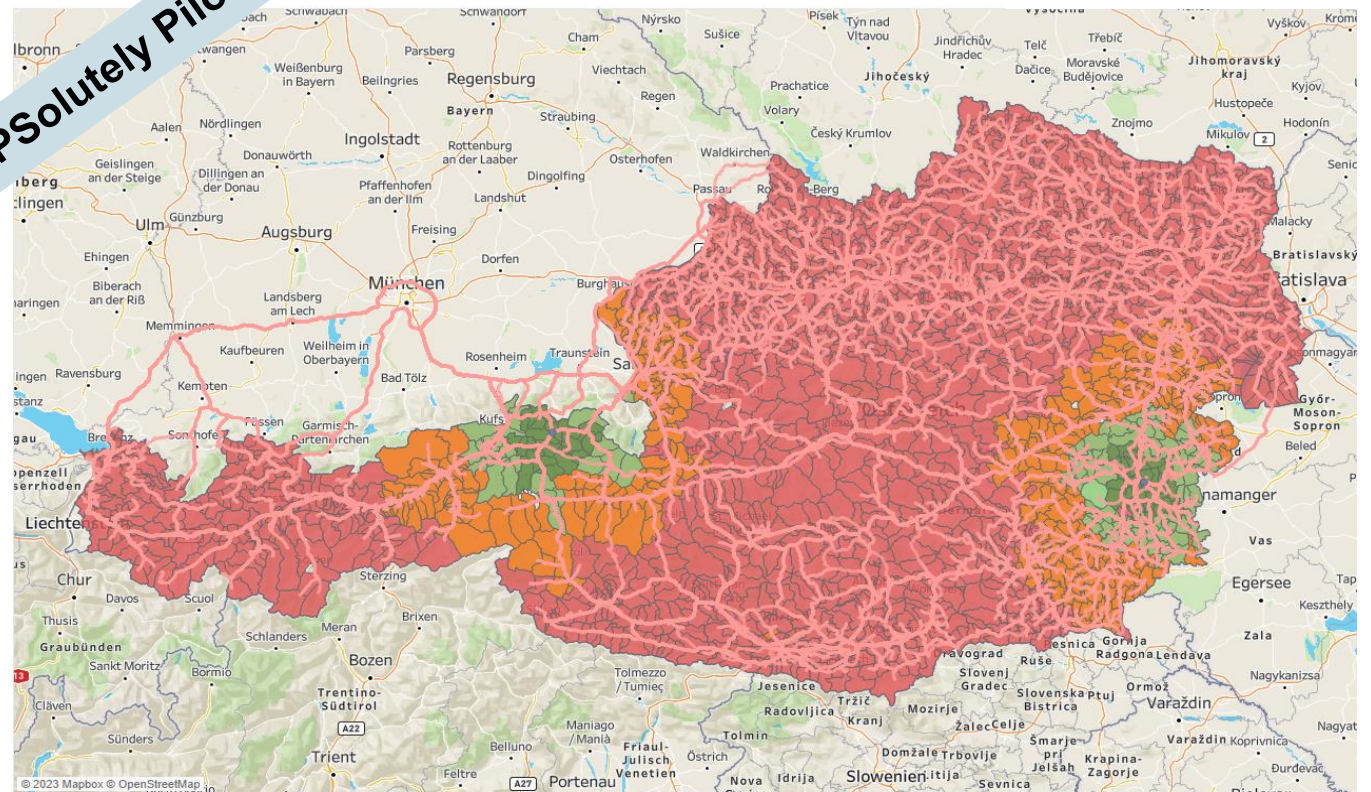 PSolutely Pilo
Schwabach
Schwandorf
Nýrsko
Písek
Týn nad
Vltavou
Jindřichův
Hradec
Telč
Třebíč
Vyškov
Cham
Sušice
Dačice
Moravské
Budějovice
Jihomoravský
kraj
Parsberg
Weißenburg
in Bayern
Beilngries
Regensburg
Viechtach
Prachatice
Jihočeský
Kyjov
Bayern
Regen
Volary
Hustopeče
Straubing
Český Krumlov
Znojmo
Mikulov
2
Hodonín
Aalen
Nördlingen
Ingolstadt
Rottenburg
an der Laaber
Osterhofen
Waldkirchen
Geislingen
an der Steige
Donauwörth
Dillingen an
der Donau
Pfaffenhofen
an der Ilm
Dingolfing
Landshut
Passau
Ulm
Günzburg
Augsburg
Freising
Malacky
Ehingen
Dorfen
Bratislavský
Biberach
an der Riß
Landsberg
am Lech
München
Memmingen
Kaufbeuren
Weilheim in
Oberbayern
Rosenheim
Traunstein
Ravensburg
Kempten
Bad Tölz
Füssen
Garmisch-
Partenkirchen
Kufs
Győr-
Moson-
Sopron
Beled
Vas
Chur
Davos
Scuol
Sterzing
Egersee
Thusis
Graubünden
Meran
Brixen
Schlanders
Keszthely
Zala
Sankt Moritz
Bormio
Bozen
Gornja
Radgona
Lendava
Ruše
Nagykanizsa
13
Cläven
Trentino-
Südtirol
Tolmezzo
/Tumieç
Jesenice
Tržič
Slovenj
Gradec
Slovenska
Bistrica
Ptuj
Ormož
Varaždin
Radovljica
Kranj
Mozirje
Žalec
Celje
A22
Sünders
Maniago
/Manià
Tolmin
Varaždin
Koprivnica
Trient
Belluno
Friaul-
Julisch
Venetien
Östrich
Domžale
Trbovlje
Šmarje
pri
Jelšah
Krapina-
Zagorje
Feltre
A27
Portenau
Nova
Idrija
Slowenien
Sevnica
Đurđevac
© 2023 Mapbox © OpenStreetMap